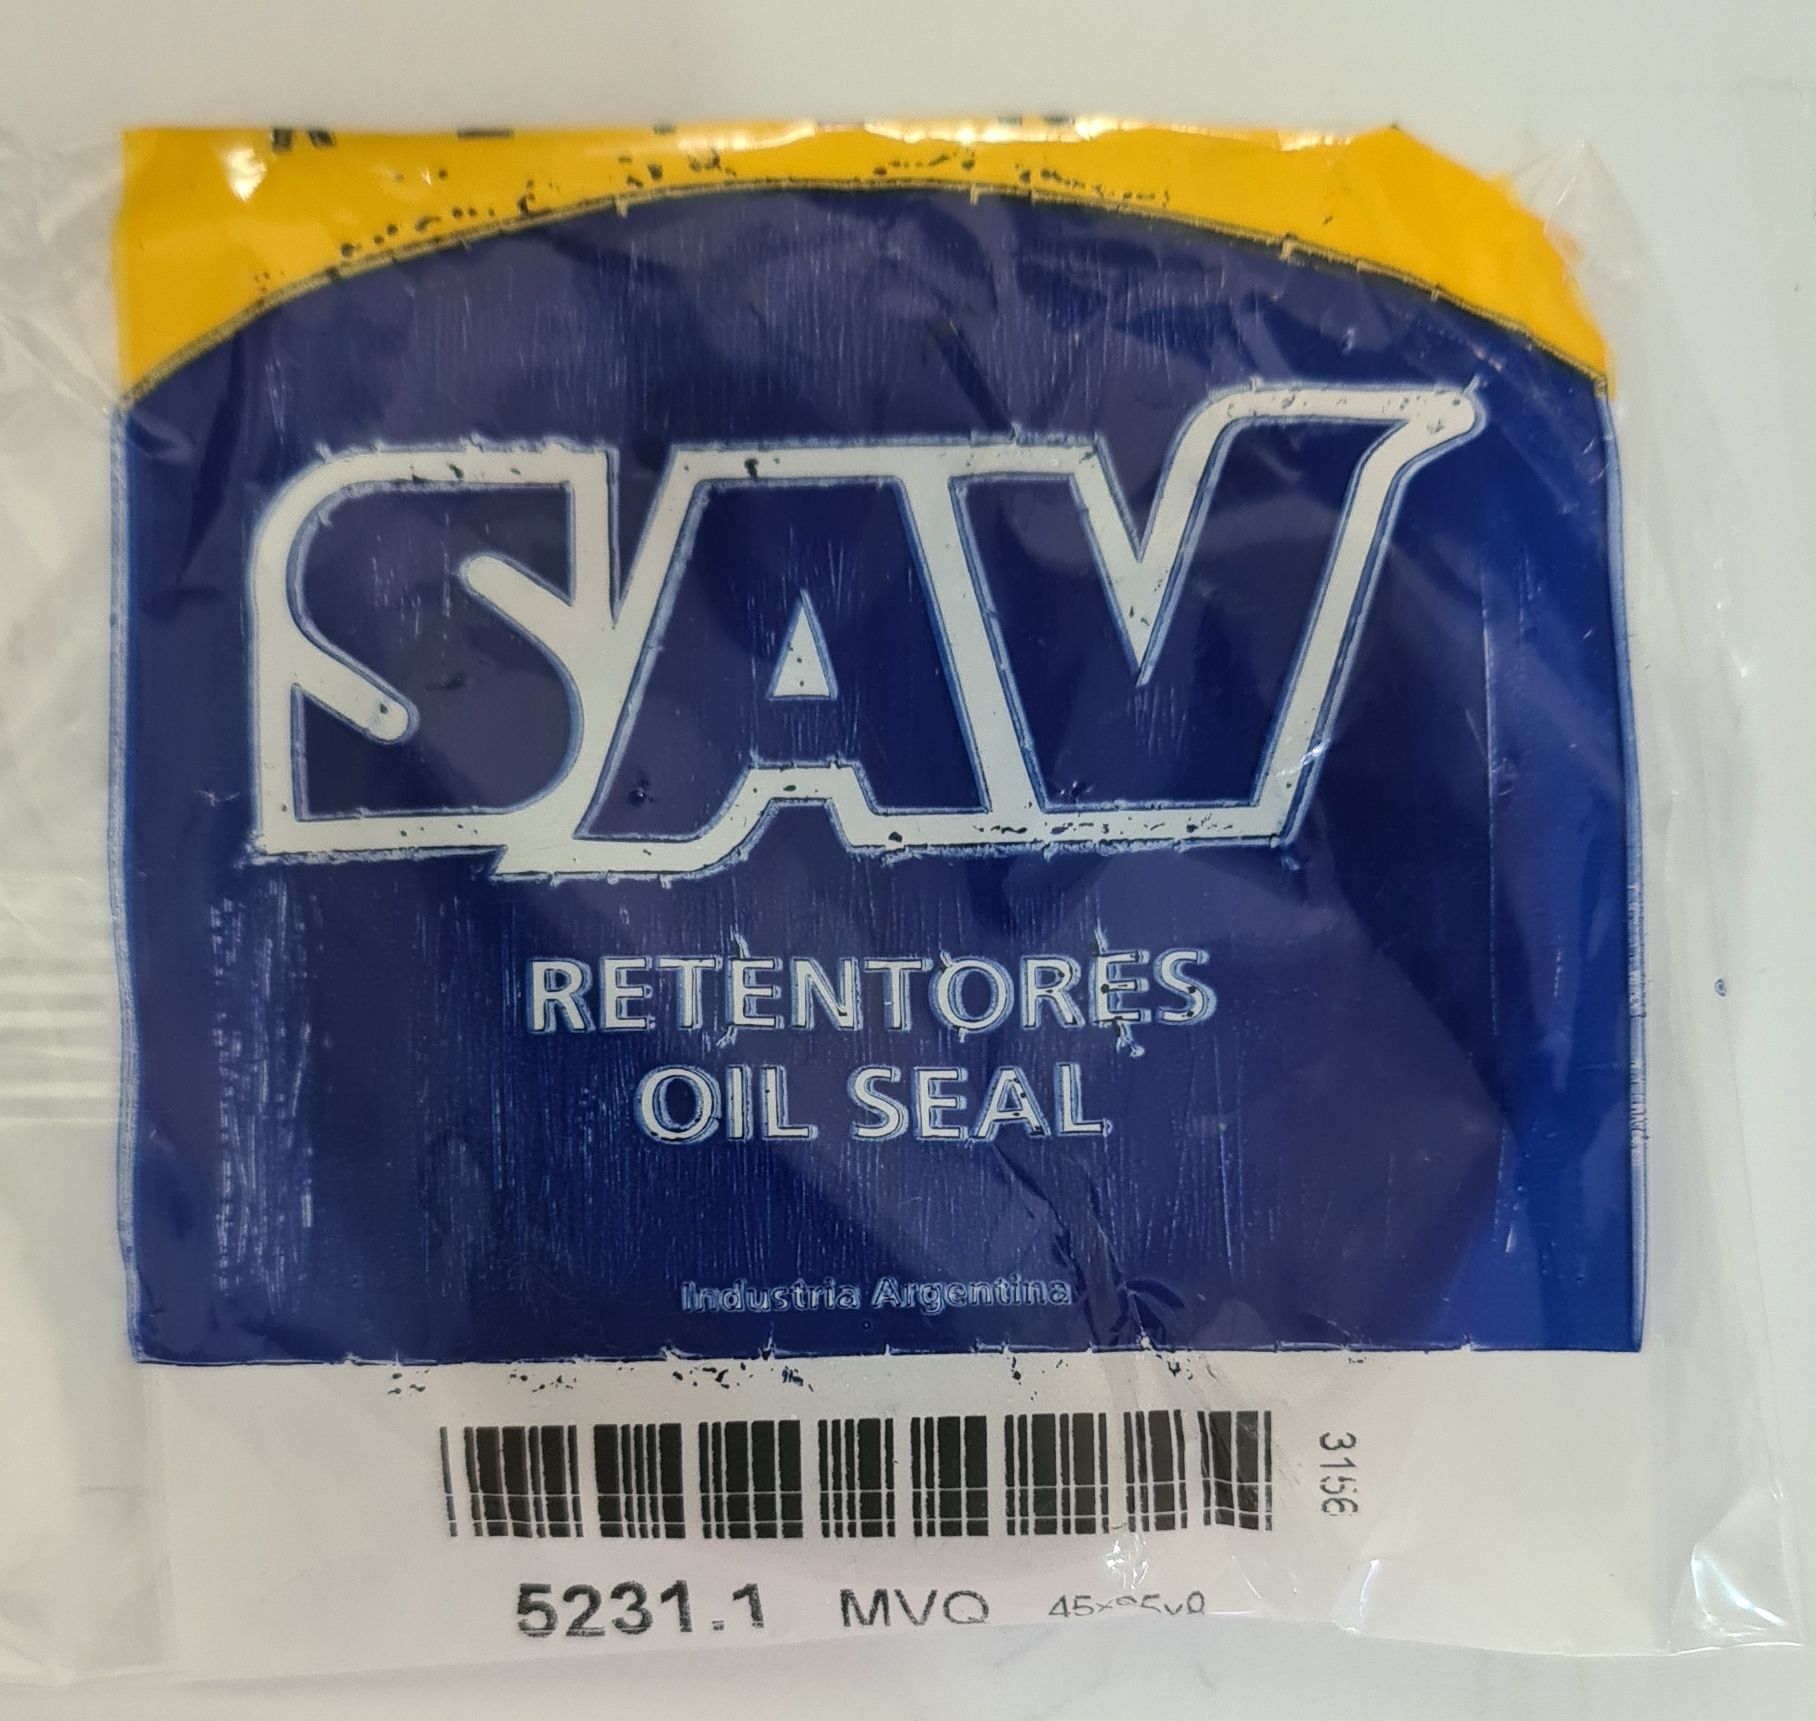 SAV
RETENTORES
OIL SEAL
Industria Argentina
3156
5231.1 MVQ